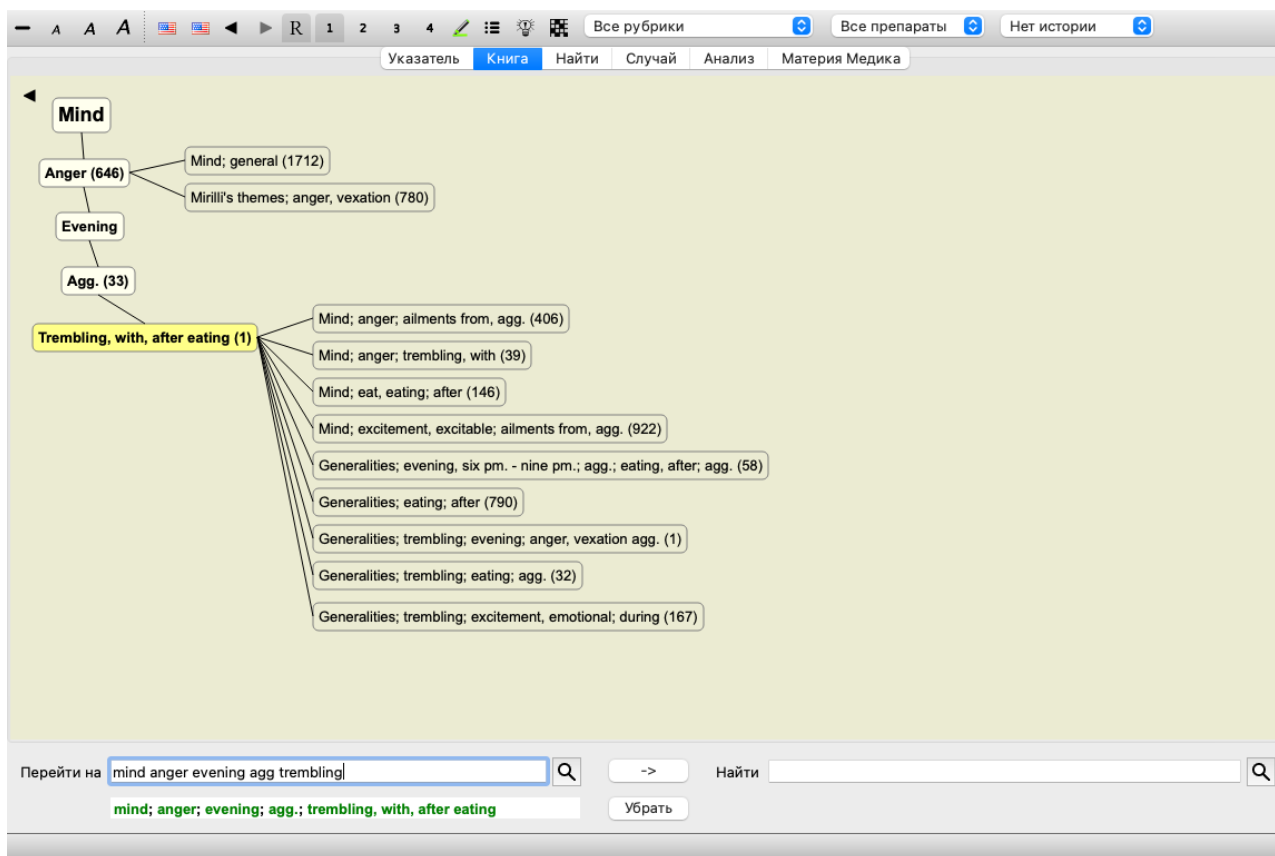 A A A R 1 2 3 4 Все рубрики Все препараты Нет истории
Указатель Книга Найти Случай Анализ Материя Медика
Mind
Anger (646)
Mind; general (1712)
Mirilli's themes; anger, vexation (780)
Evening
Agg. (33)
Trembling, with, after eating (1)
Mind; anger; ailments from, agg. (406)
Mind; anger; trembling, with (39)
Mind; eat, eating; after (146)
Mind; excitement, excitable; ailments from, agg. (922)
Generalities; evening, six pm. - nine pm.; agg.; eating, after; agg. (58)
Generalities; eating; after (790)
Generalities; trembling; evening; anger, vexation agg. (1)
Generalities; trembling; eating; agg. (32)
Generalities; trembling; excitement, emotional; during (167)
Перейти на mind anger evening agg trembling -> Найти
mind; anger; evening; agg.; trembling, with, after eating Убрать